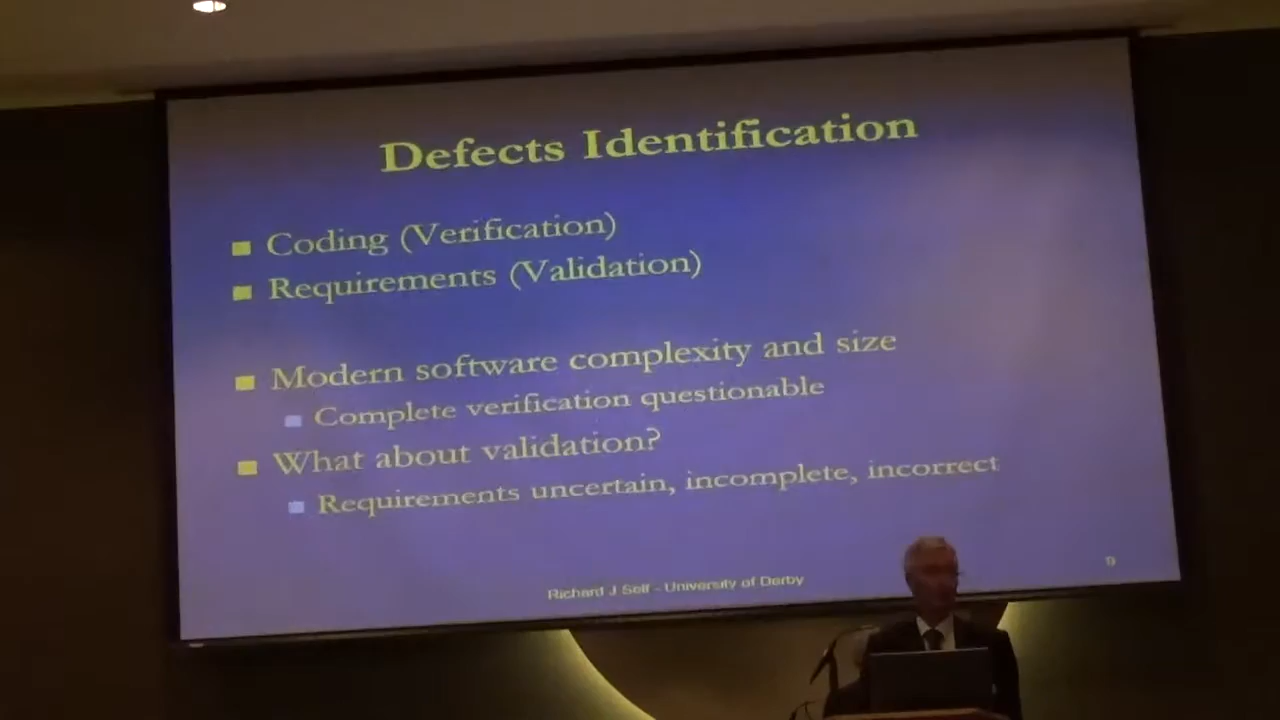 Defects Identification
Coding (Verification)
Requirements (Validation)
Modern software complexity and size
Complete verification questionable
What about validation?
Requirements uncertain, incomplete, incorrect
Richard J Self - University of Derby
9